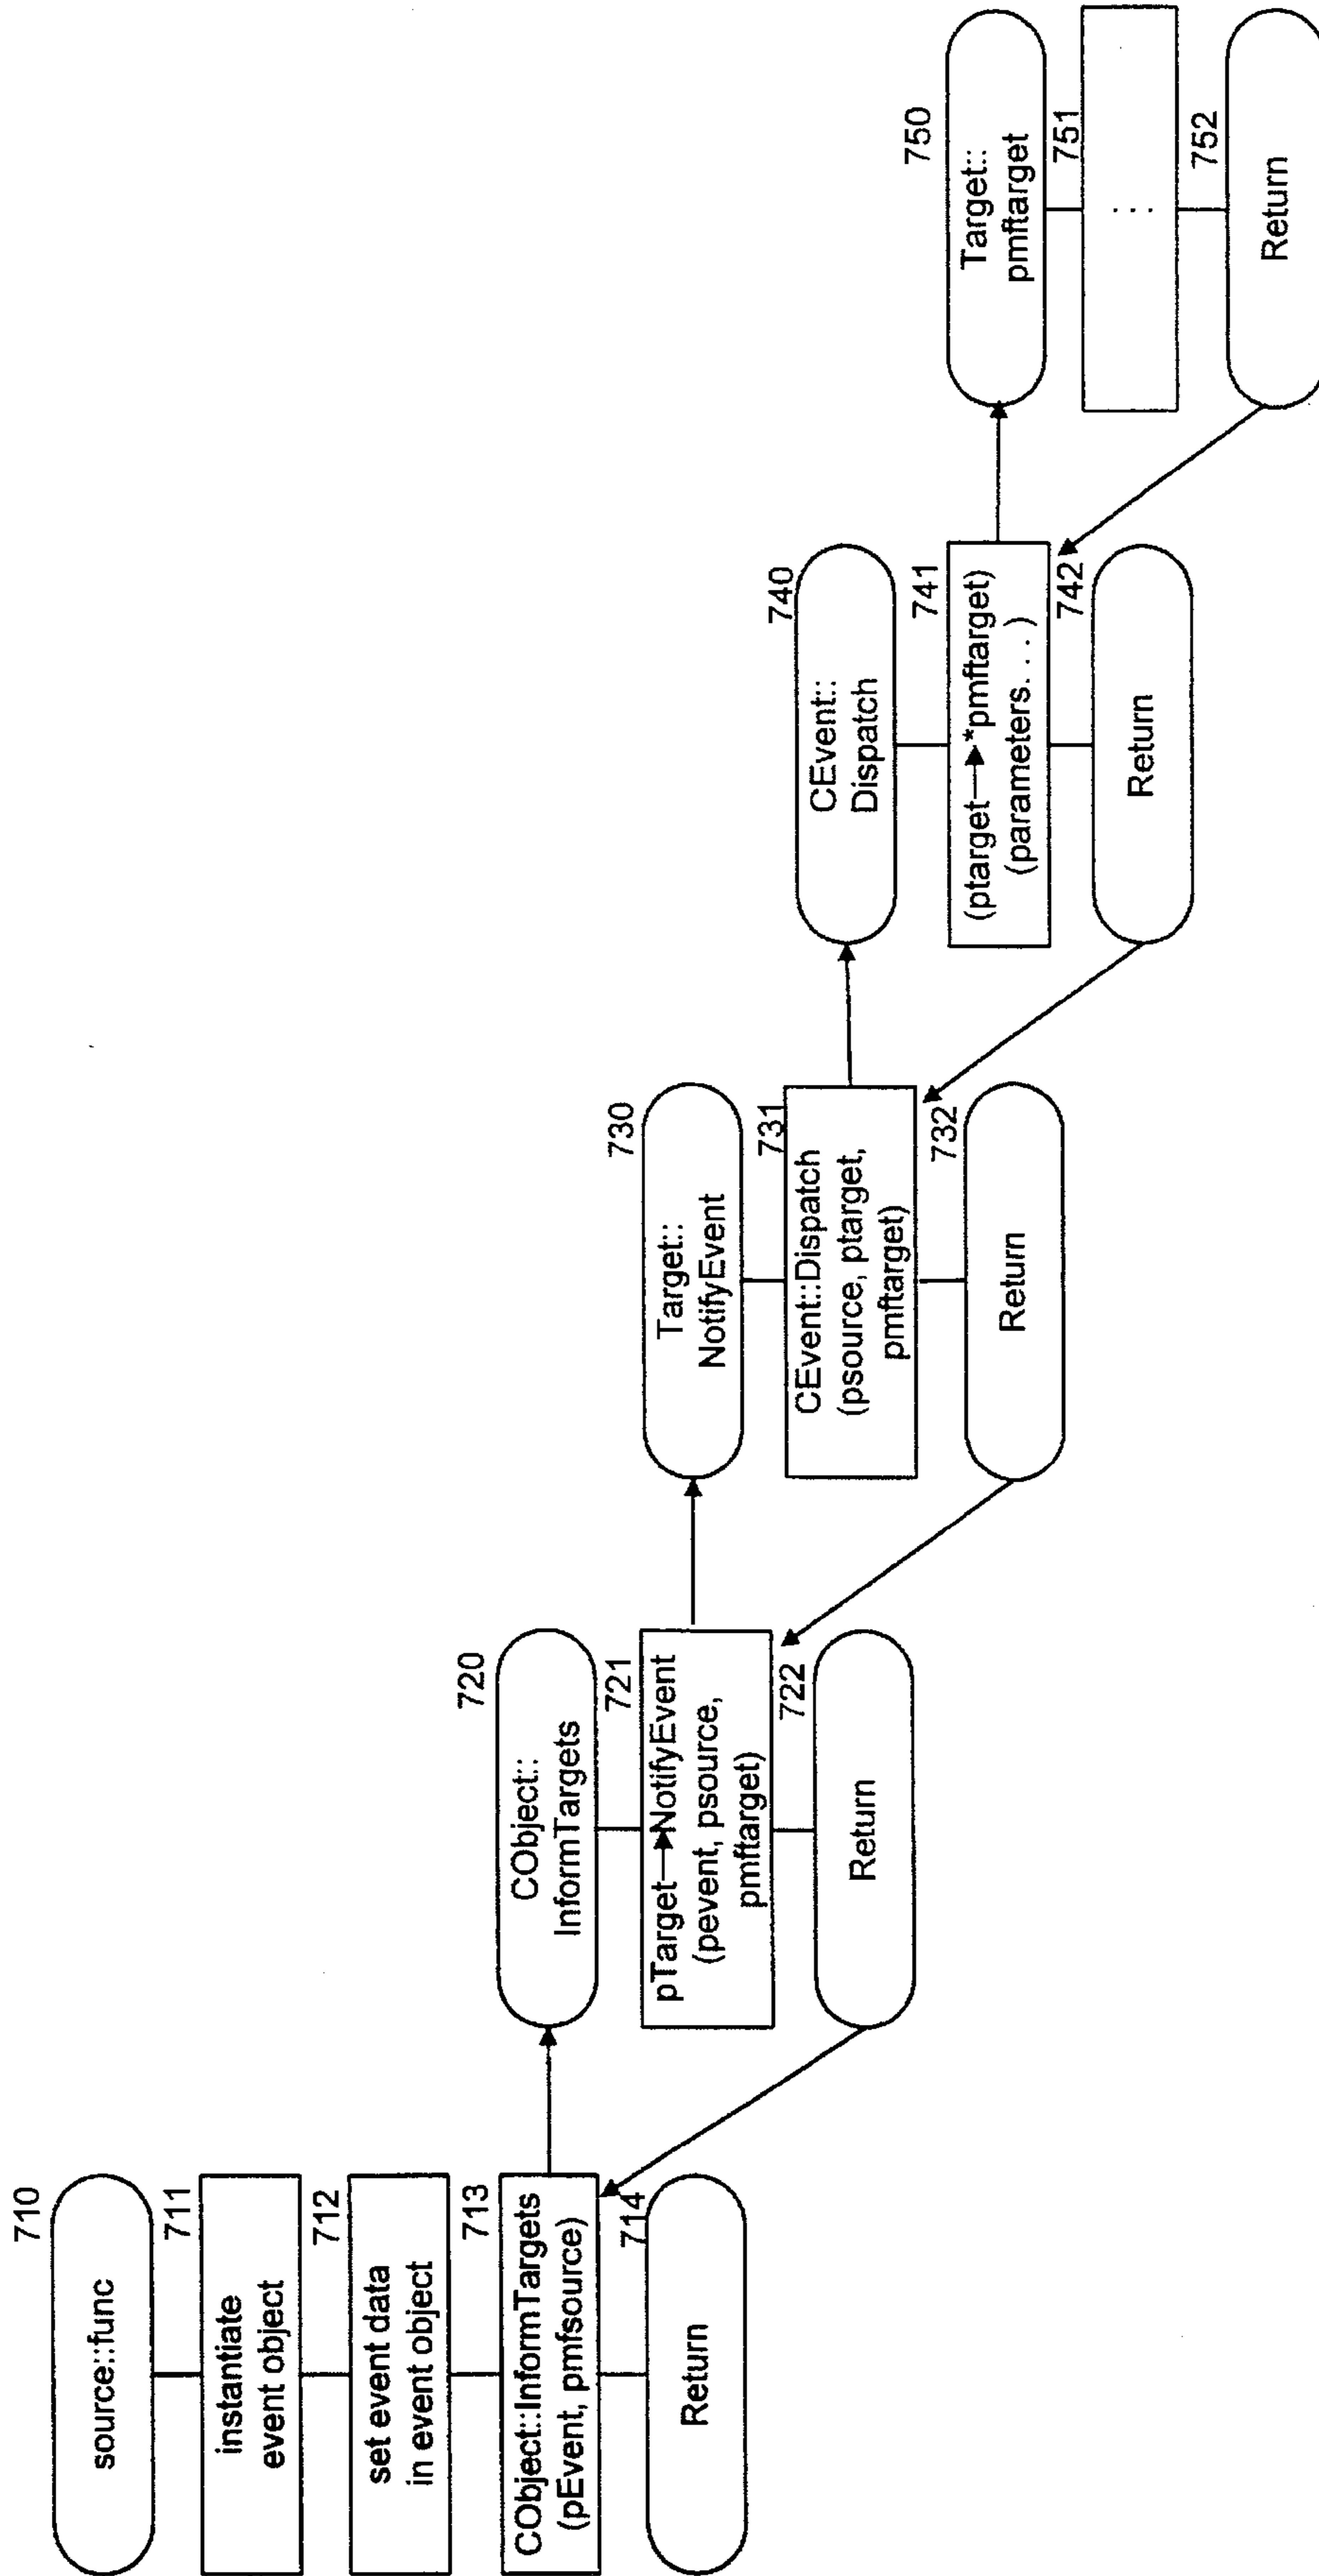 710
source::func
711
instantiate
event object
712
set event data
in event object
713
CObject::InformTargets
(pEvent, pmfsource)
714
Return
720
CObject::
InformTargets
721
pTarget→NotifyEvent
(pevent, psource,
pmftarget)
722
Return
730
Target::
NotifyEvent
731
CEvent::Dispatch
(psource, ptarget,
pmftarget)
732
Return
740
CEvent::
Dispatch
741
(ptarget→*pmftarget)
(parameters. . . )
742
Return
750
Target::
pmftarget
751
. . .
752
Return